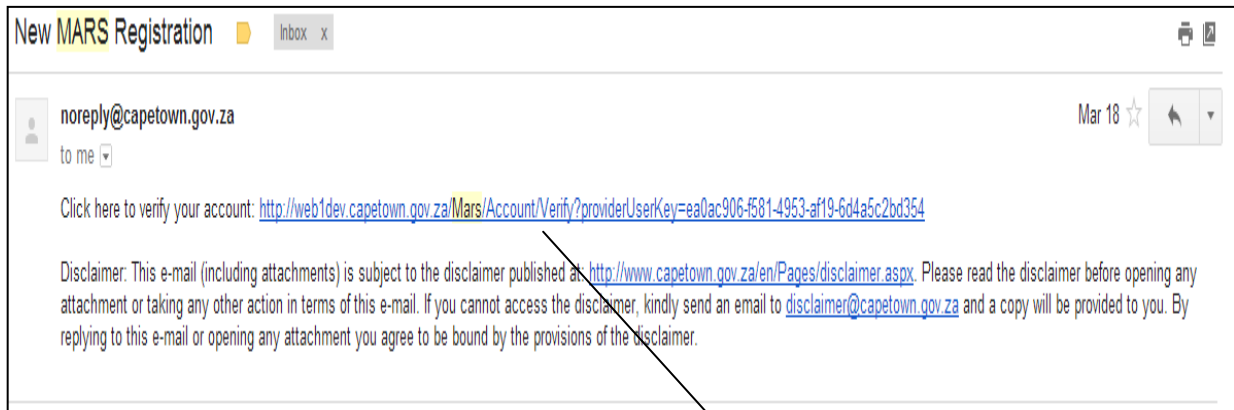 New MARS Registration Inbox x
noreply@capetown.gov.za Mar 18
to me
Click here to verify your account: http://web1dev.capetown.gov.za/Mars/Account/Verify?providerUserKey=ea0ac906-f581-4953-af19-6d4a5c2bd354
Disclaimer: This e-mail (including attachments) is subject to the disclaimer published at: http://www.capetown.gov.za/en/Pages/disclaimer.aspx. Please read the disclaimer before opening any
attachment or taking any other action in terms of this e-mail. If you cannot access the disclaimer, kindly send an email to disclaimer@capetown.gov.za and a copy will be provided to you. By
replying to this e-mail or opening any attachment you agree to be bound by the provisions of the disclaimer.